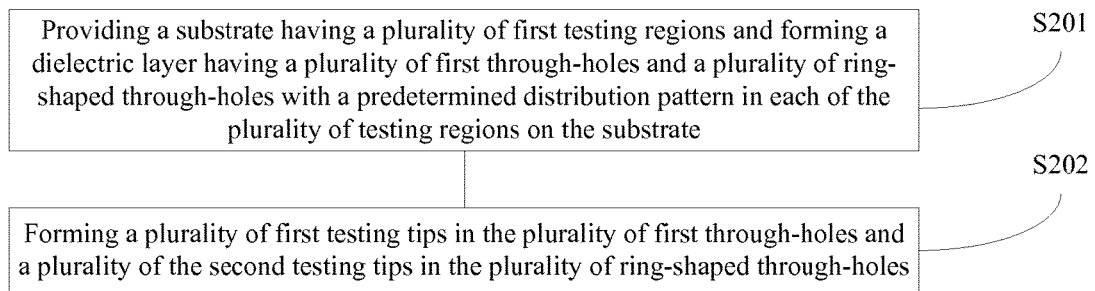 Providing a substrate having a plurality of first testing regions and forming a
dielectric layer having a plurality of first through-holes and a plurality of ring-
shaped through-holes with a predetermined distribution pattern in each of the
plurality of testing regions on the substrate
S201
Forming a plurality of first testing tips in the plurality of first through-holes and
a plurality of the second testing tips in the plurality of ring-shaped through-holes
S202